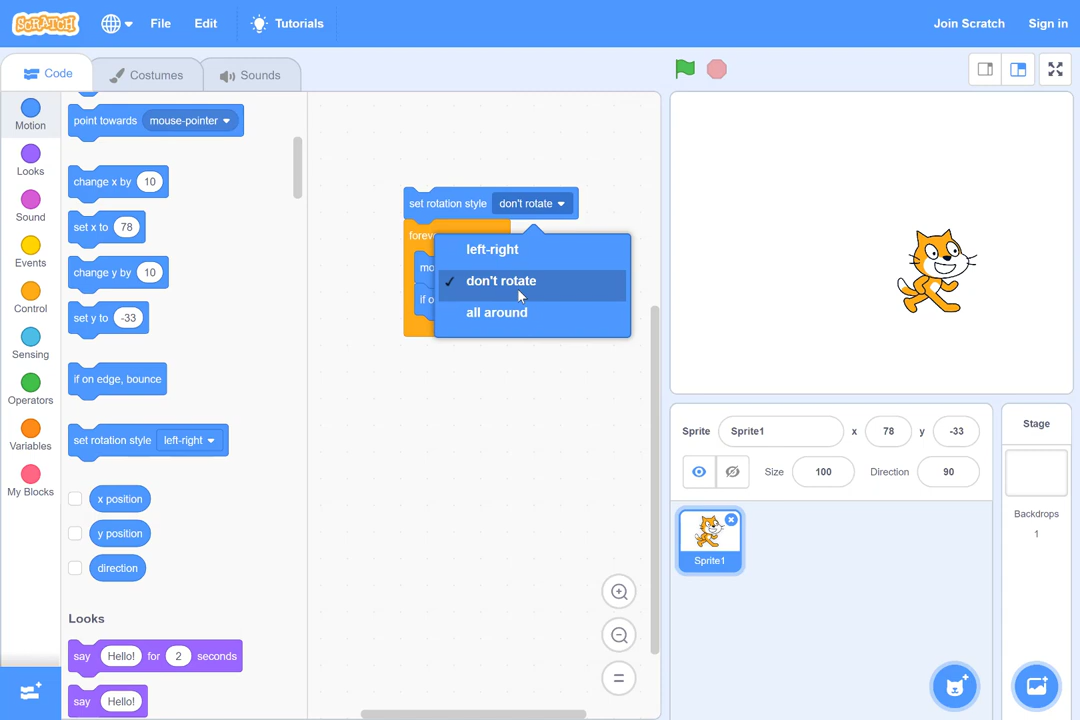 SCRATCH File Edit Tutorials Join Scratch Sign in
Code Costumes Sounds
Motion
Looks
Sound
Events
Control
Sensing
Operators
Variables
My Blocks
point towards mouse-pointer
change x by 10
set x to 78
change y by 10
set y to -33
if on edge, bounce
set rotation style left-right
x position
y position
direction
Looks
say Hello! for 2 seconds
say Hello!
set rotation style don't rotate
left-right
✓ don't rotate
all around
Sprite Sprite1 x 78 y -33
Size 100 Direction 90
Sprite1
Stage
Backdrops
1